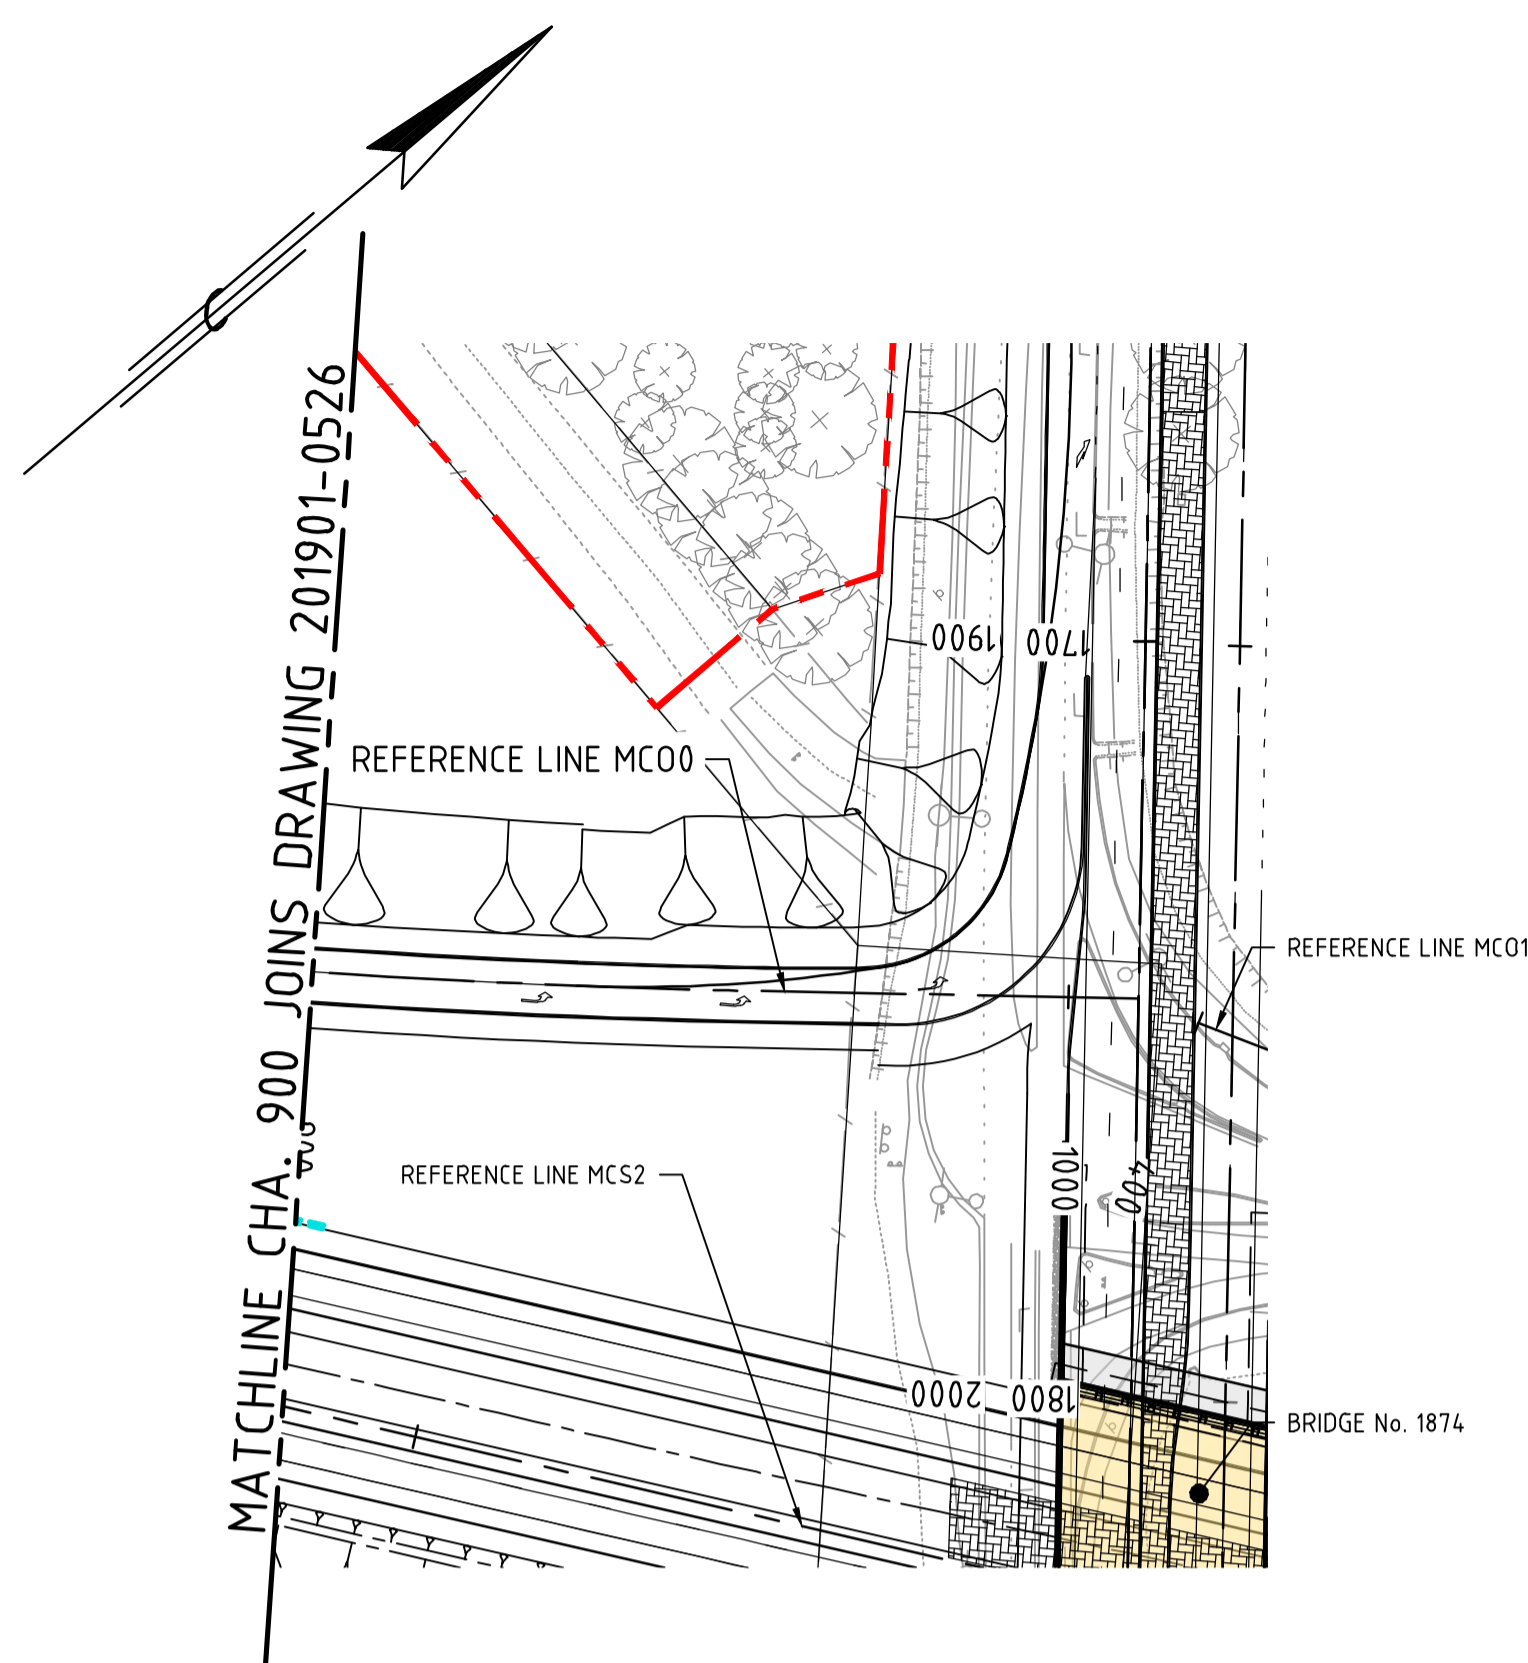 MATCHLINE CHA. 900 JOINS DRAWING 201901-0526
1900
1700
REFERENCE LINE MC00
REFERENCE LINE MC01
REFERENCE LINE MCS2
1000
400
2000
1800
BRIDGE No. 1874